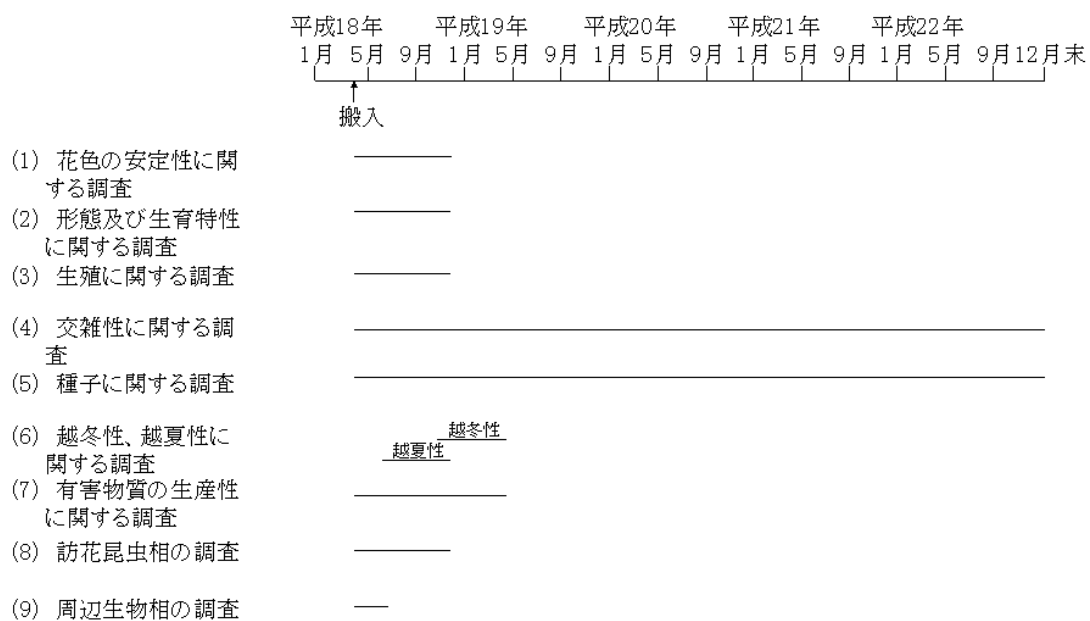 平成18年 平成19年 平成20年 平成21年 平成22年
1月 5月 9月 1月 5月 9月 1月 5月 9月 1月 5月 9月 1月 5月 9月12月末
搬入
(1) 花色の安定性に関
する調査
(2) 形態及び生育特性
に関する調査
(3) 生殖に関する調査
(4) 交雑性に関する調
査
(5) 種子に関する調査
(6) 越冬性、越夏性に
関する調査
越冬性
越夏性
(7) 有害物質の生産性
に関する調査
(8) 訪花昆虫相の調査
(9) 周辺生物相の調査